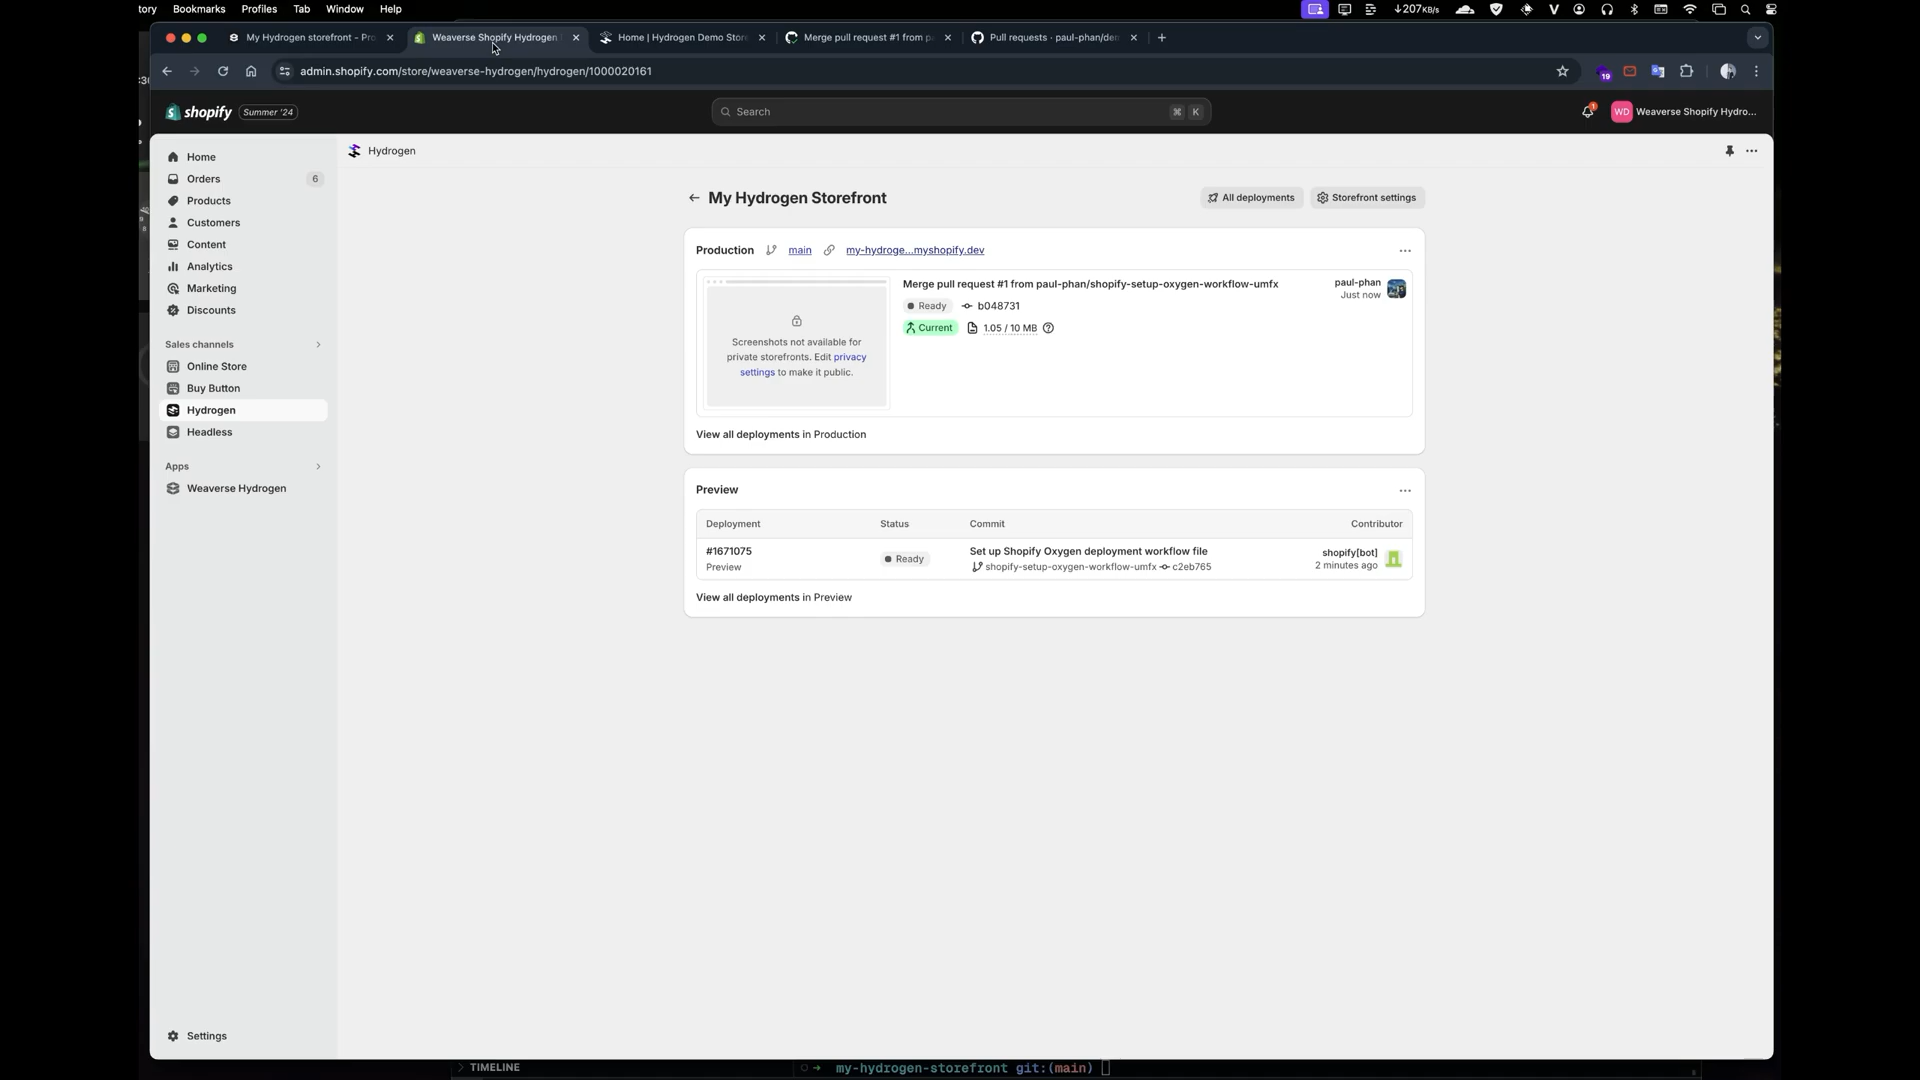 tory Bookmarks Profiles Tab Window Help
↓207KB/s
My Hydrogen storefront - Pro
Weaverse Shopify Hydrogen
Home | Hydrogen Demo Stor
Merge pull request #1 from p
Pull requests · paul-phan/de
admin.shopify.com/store/weaverse-hydrogen/hydrogen/1000020161
19
shopify Summer '24
Search
⌘ K
1
WD Weaverse Shopify Hydro...
Hydrogen
Home
Orders 6
Products
Customers
Content
Analytics
Marketing
Discounts
Sales channels
Online Store
Buy Button
Hydrogen
Headless
Apps
Weaverse Hydrogen
Settings
My Hydrogen Storefront
All deployments
Storefront settings
Production main my-hydroge...myshopify.dev
Screenshots not available for
private storefronts. Edit privacy
settings to make it public.
Merge pull request #1 from paul-phan/shopify-setup-oxygen-workflow-umfx
Ready b048731
Current 1.05 / 10 MB
paul-phan
Just now
View all deployments in Production
Preview
Deployment Status Commit Contributor
#1671075
Preview
Ready
Set up Shopify Oxygen deployment workflow file
shopify-setup-oxygen-workflow-umfx c2eb765
shopify[bot]
2 minutes ago
View all deployments in Preview
TIMELINE
my-hydrogen-storefront git:(main)